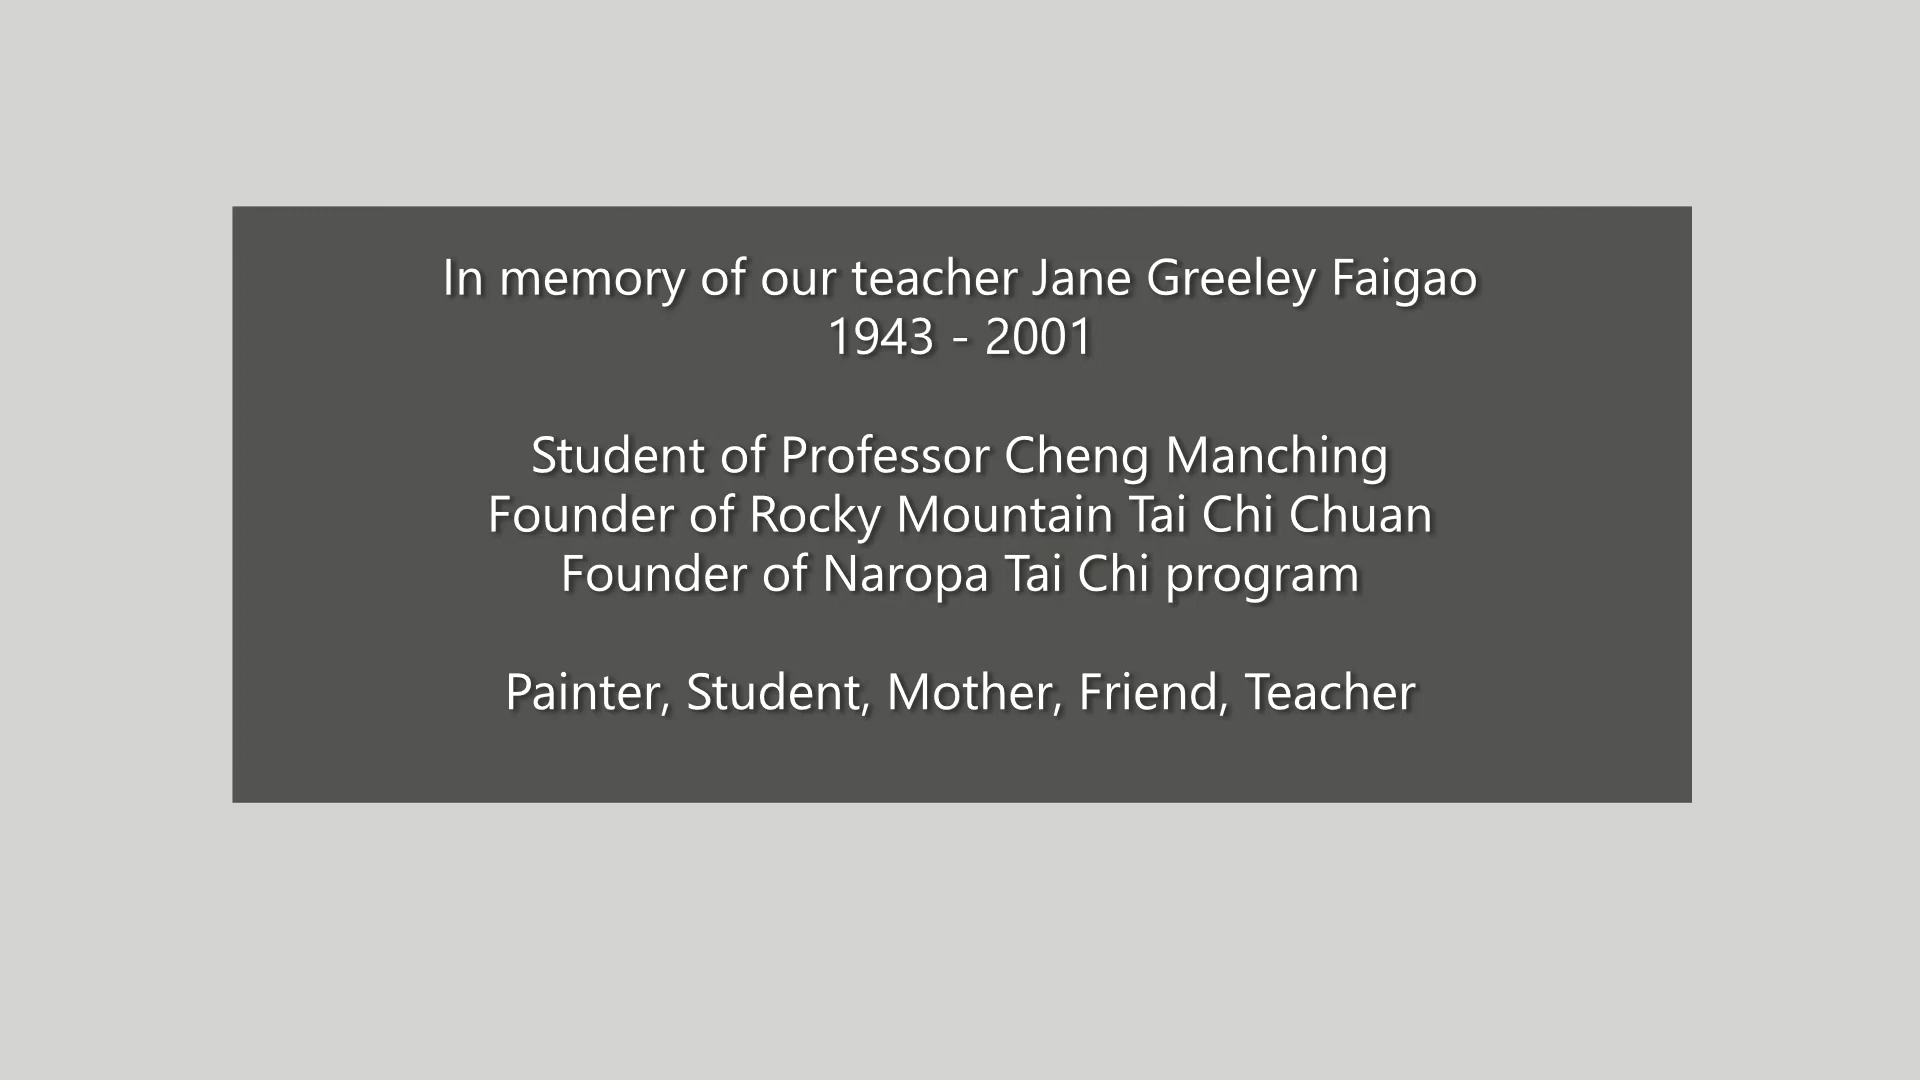 In memory of our teacher Jane Greeley Faigao
1943 - 2001
Student of Professor Cheng Manching
Founder of Rocky Mountain Tai Chi Chuan
Founder of Naropa Tai Chi program
Painter, Student, Mother, Friend, Teacher